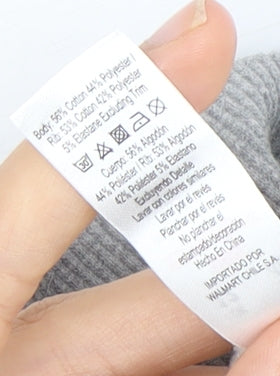 Body: 56% Cotton 44% Polyester /
Rib: 53% Cotton 42% Polyester
5% Elastane Excluding Trim
Cuerpo: 56% Algodón
44% Poliéster / Rib: 53% Algodón
42% Poliéster 5% Elastano
Excluyendo Detalle
Lavar con colores similares
Lavar por el revés
Planchar por el revés
No planchar el
estampado/decoración
Hecho En China
IMPORTADO POR
WALMART CHILE S.A.